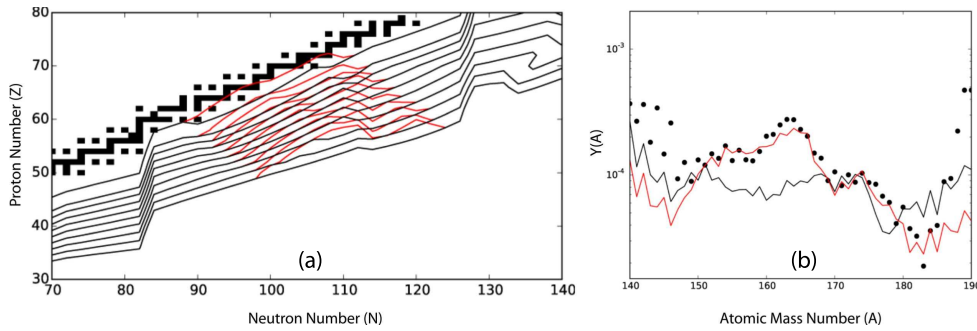 80
70
60
50
40
30
Proton Number (Z)
70 80 90 100 110 120 130 140
Neutron Number (N)
(a)
10^-3
10^-4
Y(A)
140 150 160 170 180 190
Atomic Mass Number (A)
(b)